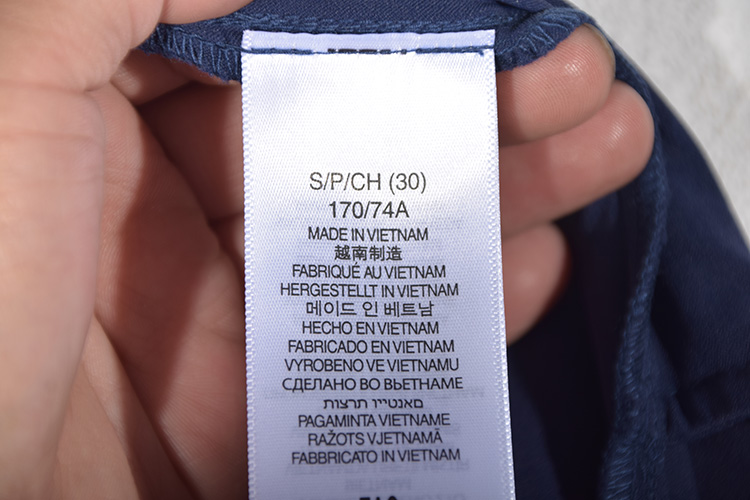 S/P/CH (30)
170/74A
MADE IN VIETNAM
越南制造
FABRIQUÉ AU VIETNAM
HERGESTELLT IN VIETNAM
메이드 인 베트남
HECHO EN VIETNAM
FABRICADO EN VIETNAM
VYROBENO VE VIETNAMU
СДЕЛАНО ВО ВЬЕТНАМЕ
תוצרת וייטנאם
PAGAMINTA VIETNAME
RAŽOTS VJETNAMĀ
FABBRICATO IN VIETNAM